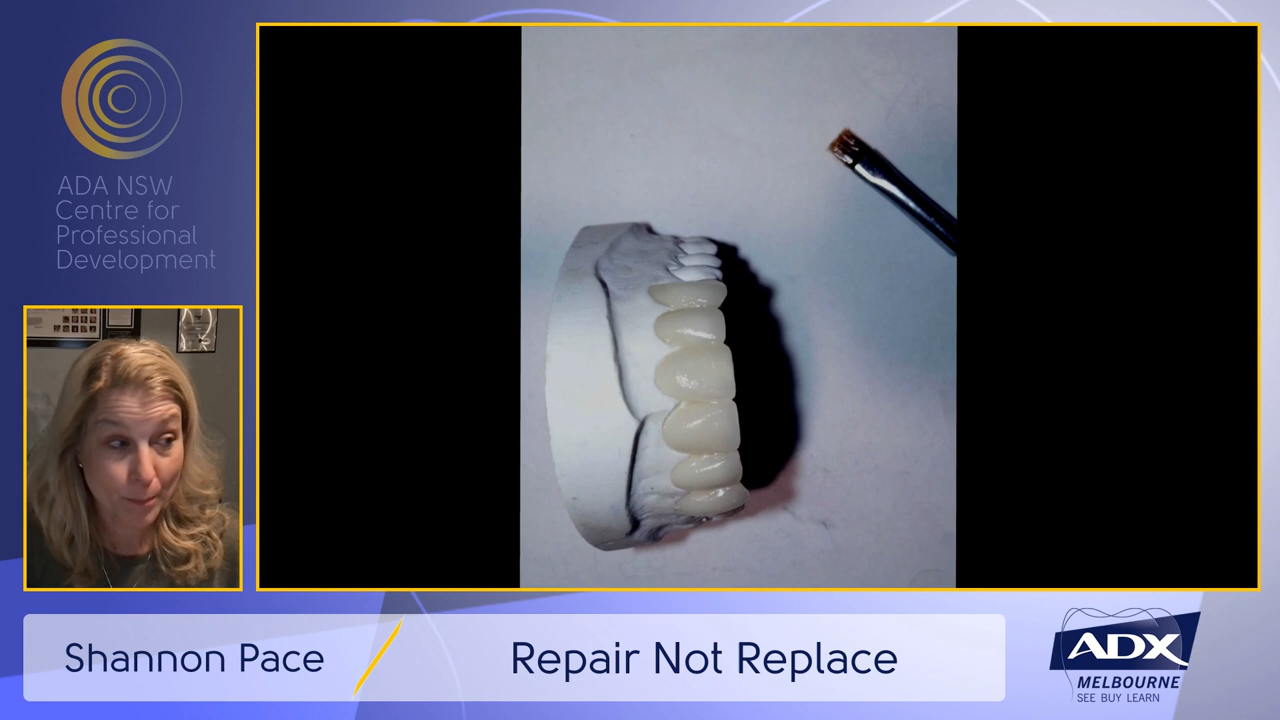 ADA NSW
Centre for
Professional
Development
Shannon Pace
Repair Not Replace
ADX
MELBOURNE
SEE BUY LEARN